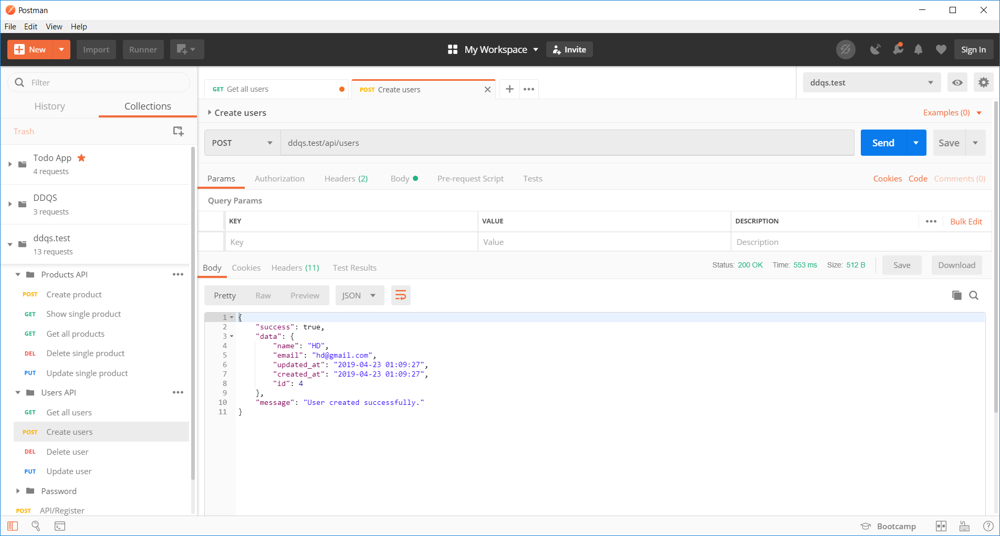 Postman
File Edit View Help
New Import Runner My Workspace Invite Sign In
Filter
History Collections
Trash
Todo App
4 requests
DDQS
3 requests
ddqs.test
13 requests
Products API
POST Create product
GET Show single product
GET Get all products
DEL Delete single product
PUT Update single product
Users API
GET Get all users
POST Create users
DEL Delete user
PUT Update user
Password
POST API/Register
GET Get all users POST Create users ddqs.test
Create users Examples (0)
POST ddqs.test/api/users Send Save
Params Authorization Headers (2) Body Pre-request Script Tests Cookies Code Comments (0)
Query Params
KEY VALUE DESCRIPTION Bulk Edit
Key Value Description
Body Cookies Headers (11) Test Results Status: 200 OK Time: 553 ms Size: 512 B Save Download
Pretty Raw Preview JSON
1 {
2 "success": true,
3 "data": {
4 "name": "HD",
5 "email": "hd@gmail.com",
6 "updated_at": "2019-04-23 01:09:27",
7 "created_at": "2019-04-23 01:09:27",
8 "id": 4
9 },
10 "message": "User created successfully."
11 }
Bootcamp